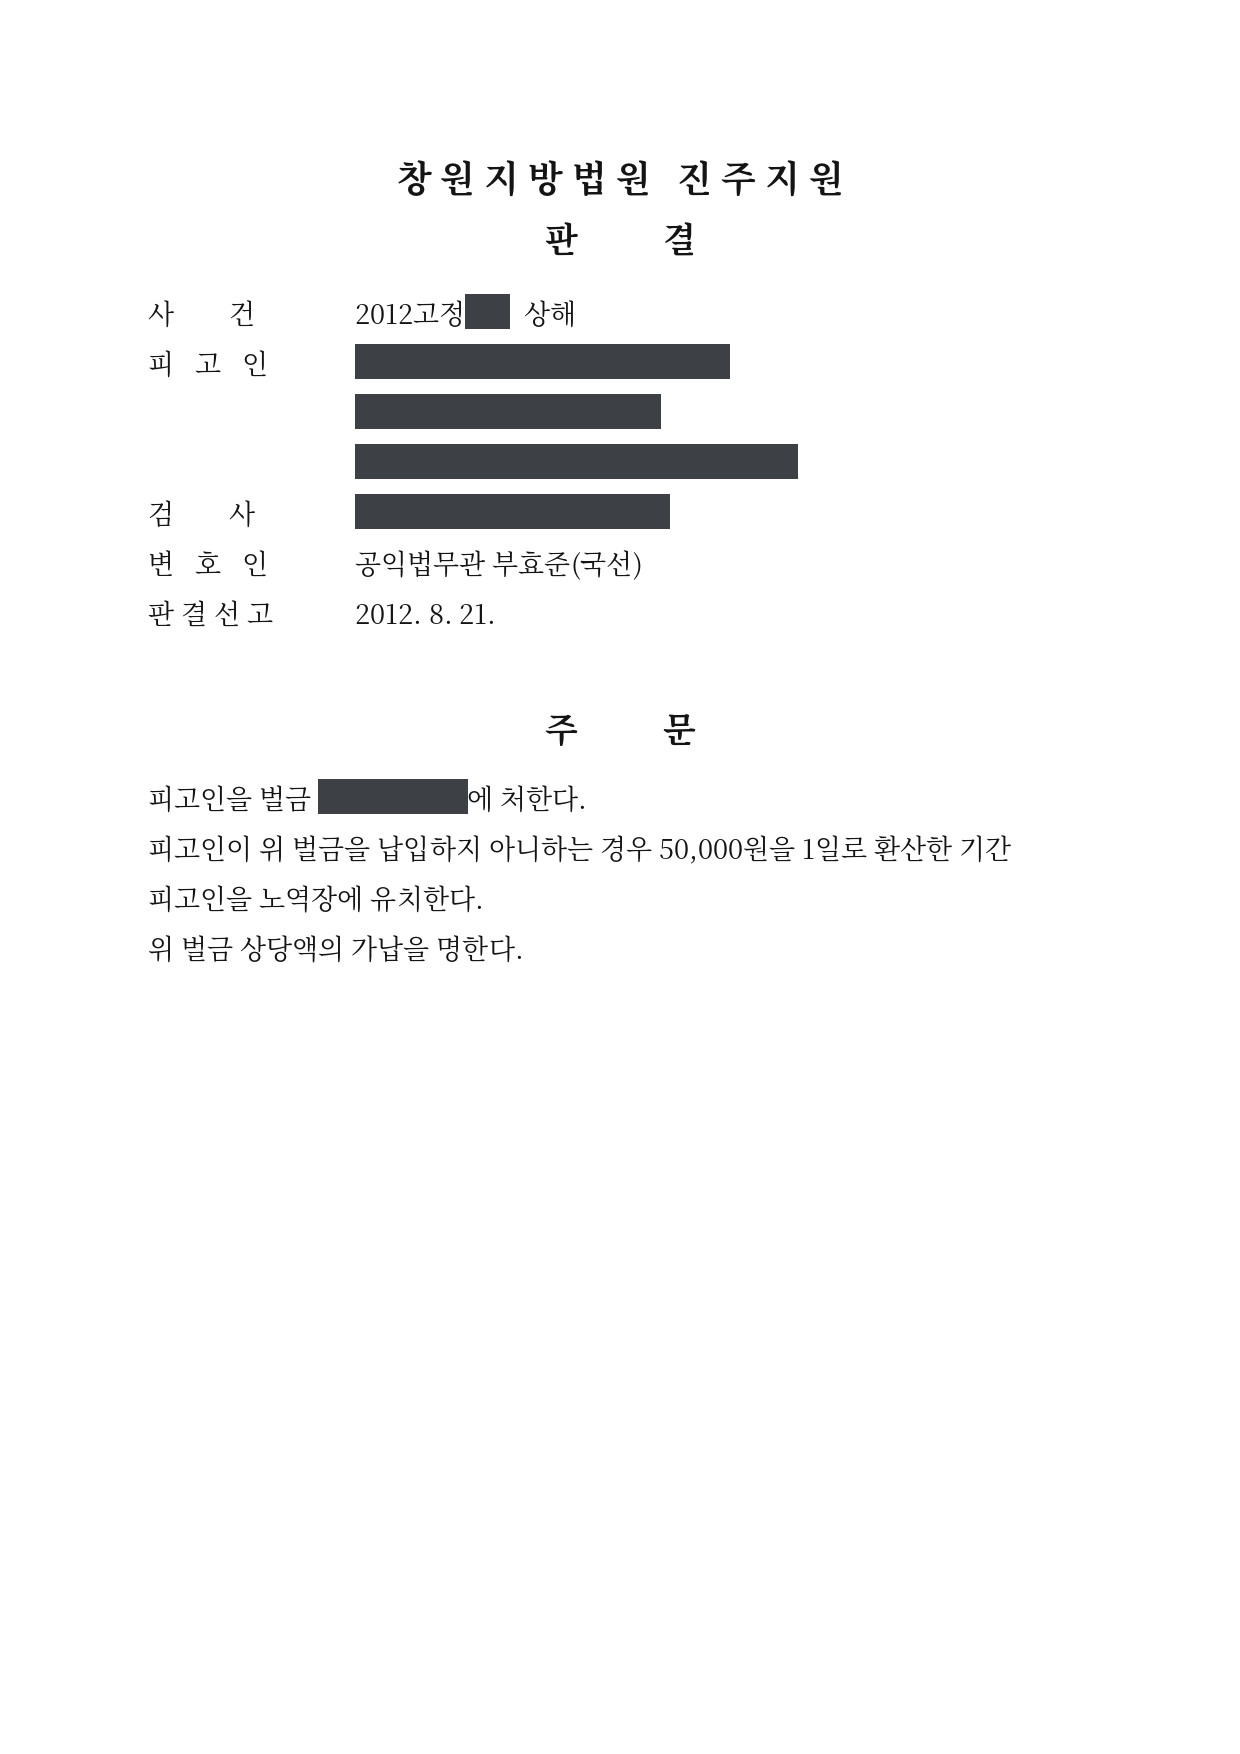 창원지방법원 진주지원
판 결
사 건 2012고정 상해
피 고 인
검 사
변 호 인 공익법무관 부효준(국선)
판결선고 2012. 8. 21.
주 문
피고인을 벌금 에 처한다.
피고인이 위 벌금을 납입하지 아니하는 경우 50,000원을 1일로 환산한 기간
피고인을 노역장에 유치한다.
위 벌금 상당액의 가납을 명한다.